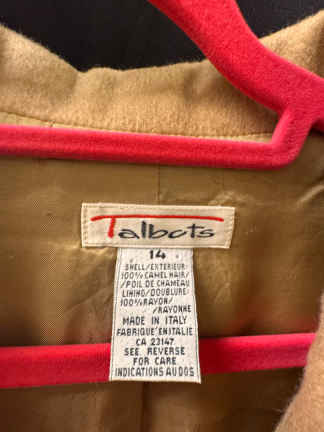 Talbots
14
SHELL/EXTERIEUR:
100% CAMEL HAIR/
/POIL DE CHAMEAU
LINING/DOUBLURE:
100% RAYON/
/RAYONNE
MADE IN ITALY
FABRIQUÉ EN ITALIE
CA 23147
SEE REVERSE
FOR CARE
INDICATIONS AU DOS